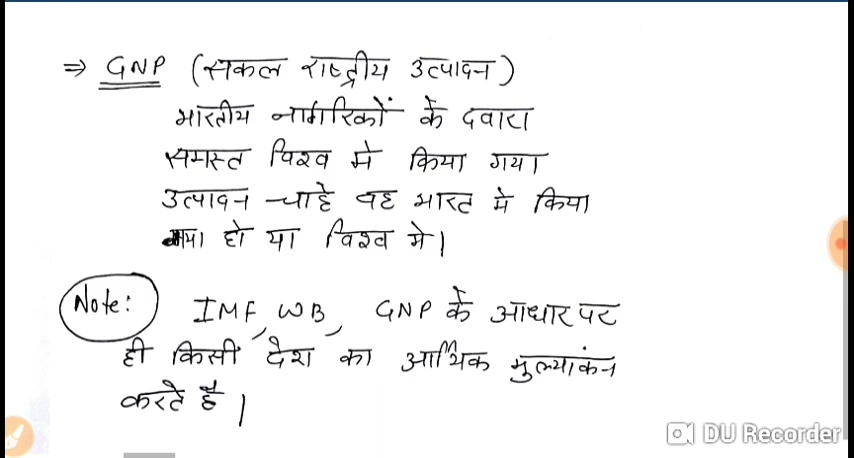 ⇒ GNP (सकल राष्ट्रीय उत्पादन)
भारतीय नागरिकों के दवारा
समस्त विश्व मे किया गया
उत्पादन चाहे वह भारत मे किया
गया हो या विश्व मे।
Note: IMF, WB, GNP के आधार पर
ही किसी देश का आर्थिक मुल्यांकन
करते है।
DU Recorder